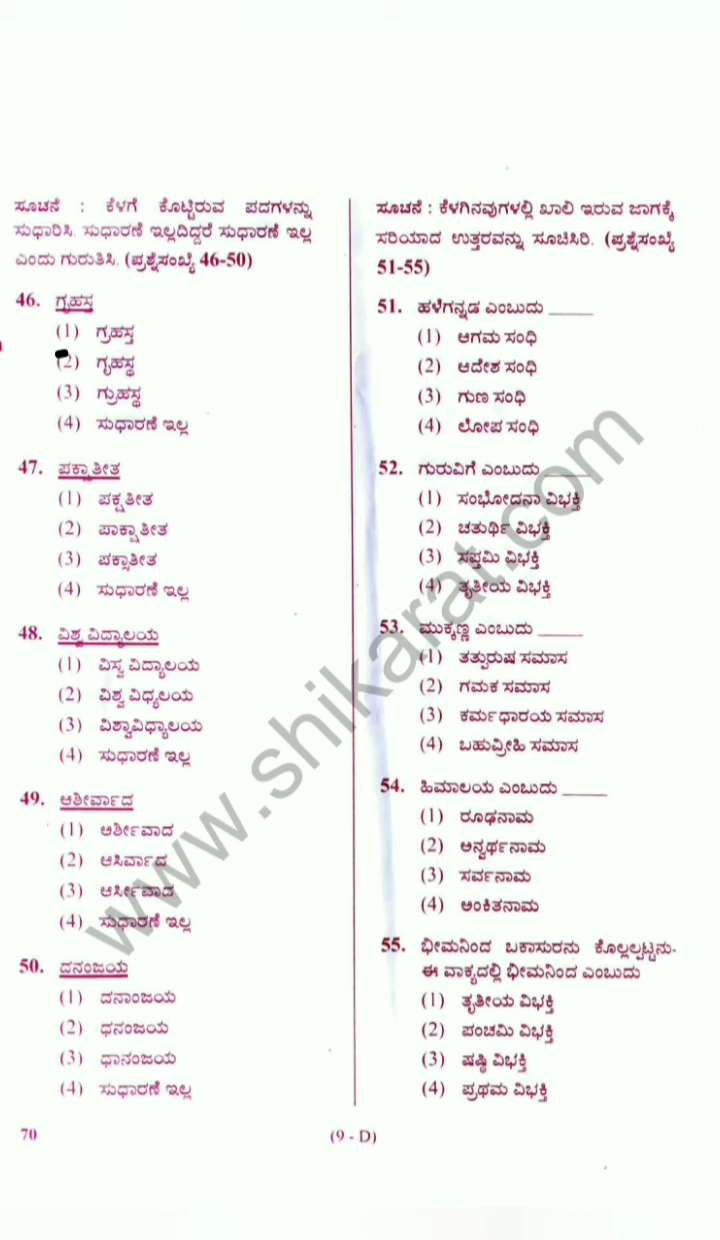 ಸೂಚನೆ : ಕೆಳಗೆ ಕೊಟ್ಟಿರುವ ಪದಗಳನ್ನು
ಸುಧಾರಿಸಿ. ಸುಧಾರಣೆ ಇಲ್ಲದಿದ್ದರೆ ಸುಧಾರಣೆ ಇಲ್ಲ
ಎಂದು ಗುರುತಿಸಿ. (ಪ್ರಶ್ನೆಸಂಖ್ಯೆ 46-50)
46. ಗೃಹಸ್ತ
(1) ಗ್ರಹಸ್ತ
(2) ಗೃಹಸ್ಥ
(3) ಗ್ರುಹಸ್ಥ
(4) ಸುಧಾರಣೆ ಇಲ್ಲ
47. ಪಕ್ಷಾತೀತ
(1) ಪಕ್ಷತೀತ
(2) ಪಾಕ್ಷಾತೀತ
(3) ಪಕ್ಸಾತೀತ
(4) ಸುಧಾರಣೆ ಇಲ್ಲ
48. ವಿಶ್ವ ವಿದ್ಯಾಲಯ
(1) ವಿಸ್ವ ವಿದ್ಯಾಲಯ
(2) ವಿಶ್ವ ವಿಧ್ಯಲಯ
(3) ವಿಶ್ವಾವಿಧ್ಯಾಲಯ
(4) ಸುಧಾರಣೆ ಇಲ್ಲ
49. ಆಶೀರ್ವಾದ
(1) ಆರ್ಶೀವಾದ
(2) ಆಸಿರ್ವಾದ
(3) ಆರ್ಸೀವಾದ
(4) ಸುಧಾರಣೆ ಇಲ್ಲ
50. ದನಂಜಯ
(1) ದನಾಂಜಯ
(2) ಧನಂಜಯ
(3) ಧಾನಂಜಯ
(4) ಸುಧಾರಣೆ ಇಲ್ಲ
ಸೂಚನೆ : ಕೆಳಗಿನವುಗಳಲ್ಲಿ ಖಾಲಿ ಇರುವ ಜಾಗಕ್ಕೆ
ಸರಿಯಾದ ಉತ್ತರವನ್ನು ಸೂಚಿಸಿರಿ. (ಪ್ರಶ್ನೆಸಂಖ್ಯೆ
51-55)
51. ಹಳೆಗನ್ನಡ ಎಂಬುದು _____
(1) ಆಗಮ ಸಂಧಿ
(2) ಆದೇಶ ಸಂಧಿ
(3) ಗುಣ ಸಂಧಿ
(4) ಲೋಪ ಸಂಧಿ
52. ಗುರುವಿಗೆ ಎಂಬುದು _____
(1) ಸಂಭೋದನಾ ವಿಭಕ್ತಿ
(2) ಚತುರ್ಥಿ ವಿಭಕ್ತಿ
(3) ಸಪ್ತಮಿ ವಿಭಕ್ತಿ
(4) ತೃತೀಯ ವಿಭಕ್ತಿ
53. ಮುಕ್ಕಣ್ಣ ಎಂಬುದು _____
(1) ತತ್ಪುರುಷ ಸಮಾಸ
(2) ಗಮಕ ಸಮಾಸ
(3) ಕರ್ಮಧಾರಯ ಸಮಾಸ
(4) ಬಹುವ್ರೀಹಿ ಸಮಾಸ
54. ಹಿಮಾಲಯ ಎಂಬುದು _____
(1) ರೂಢನಾಮ
(2) ಅನ್ವರ್ಥನಾಮ
(3) ಸರ್ವನಾಮ
(4) ಅಂಕಿತನಾಮ
55. ಭೀಮನಿಂದ ಬಕಾಸುರನು ಕೊಲ್ಲಲ್ಪಟ್ಟನು-
ಈ ವಾಕ್ಯದಲ್ಲಿ ಭೀಮನಿಂದ ಎಂಬುದು
(1) ತೃತೀಯ ವಿಭಕ್ತಿ
(2) ಪಂಚಮಿ ವಿಭಕ್ತಿ
(3) ಷಷ್ಠಿ ವಿಭಕ್ತಿ
(4) ಪ್ರಥಮ ವಿಭಕ್ತಿ
70
(9 - D)
www.shikarat.com